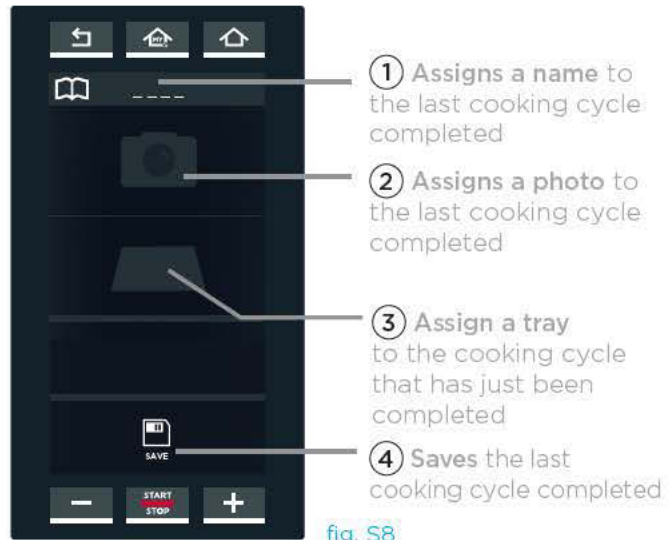 MY
_ _ _ _
① Assigns a name to
the last cooking cycle
completed
② Assigns a photo to
the last cooking cycle
completed
③ Assign a tray
to the cooking cycle
that has just been
completed
SAVE
④ Saves the last
cooking cycle completed
− START +
STOP
fig. S8